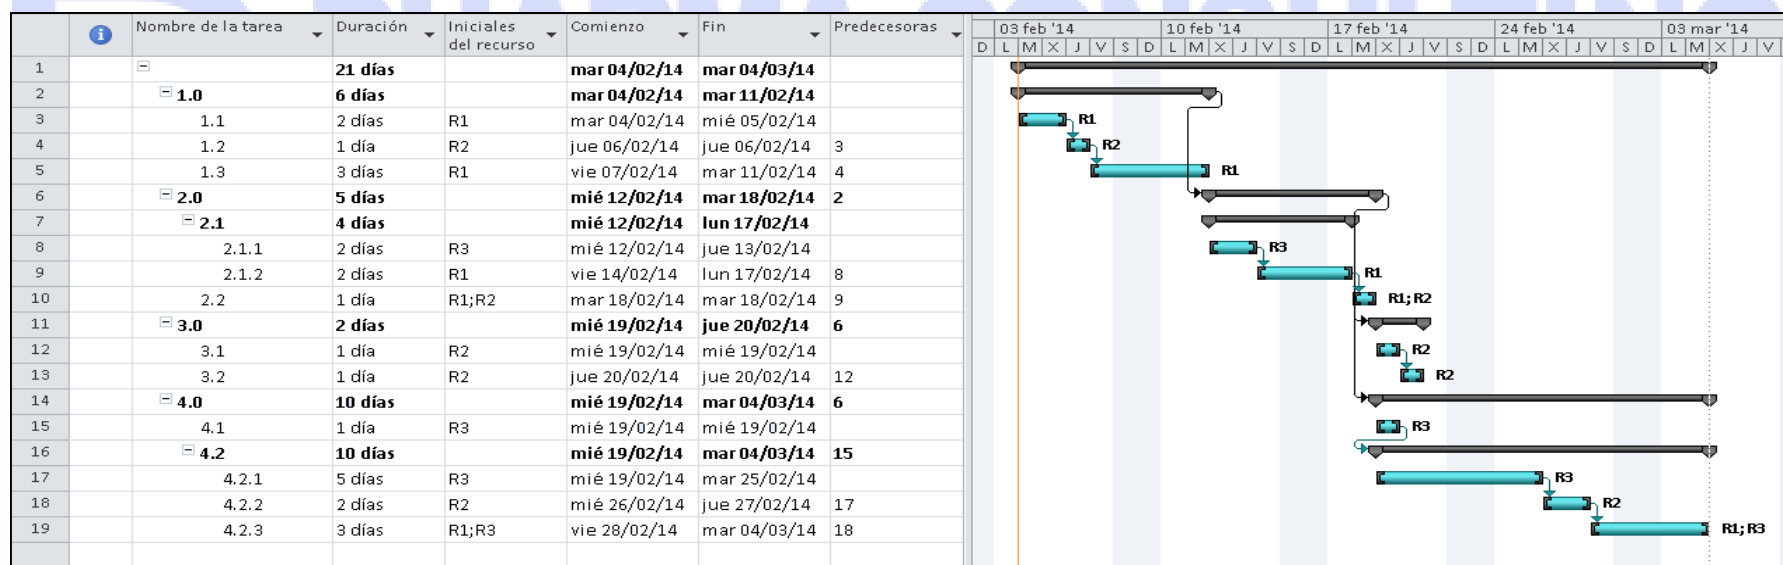 Nombre de la tarea Duración Iniciales del recurso Comienzo Fin Predecesoras 03 feb '14 10 feb '14 17 feb '14 24 feb '14 03 mar '14
D L M X J V S D L M X J V S D L M X J V S D L M X J V S D L M X J V
1 21 días mar 04/02/14 mar 04/03/14
2 1.0 6 días mar 04/02/14 mar 11/02/14
3 1.1 2 días R1 mar 04/02/14 mié 05/02/14 R1
4 1.2 1 día R2 jue 06/02/14 jue 06/02/14 3 R2
5 1.3 3 días R1 vie 07/02/14 mar 11/02/14 4 R1
6 2.0 5 días mié 12/02/14 mar 18/02/14 2
7 2.1 4 días mié 12/02/14 lun 17/02/14
8 2.1.1 2 días R3 mié 12/02/14 jue 13/02/14 R3
9 2.1.2 2 días R1 vie 14/02/14 lun 17/02/14 8 R1
10 2.2 1 día R1;R2 mar 18/02/14 mar 18/02/14 9 R1;R2
11 3.0 2 días mié 19/02/14 jue 20/02/14 6
12 3.1 1 día R2 mié 19/02/14 mié 19/02/14 R2
13 3.2 1 día R2 jue 20/02/14 jue 20/02/14 12 R2
14 4.0 10 días mié 19/02/14 mar 04/03/14 6
15 4.1 1 día R3 mié 19/02/14 mié 19/02/14 R3
16 4.2 10 días mié 19/02/14 mar 04/03/14 15
17 4.2.1 5 días R3 mié 19/02/14 mar 25/02/14 R3
18 4.2.2 2 días R2 mié 26/02/14 jue 27/02/14 17 R2
19 4.2.3 3 días R1;R3 vie 28/02/14 mar 04/03/14 18 R1;R3